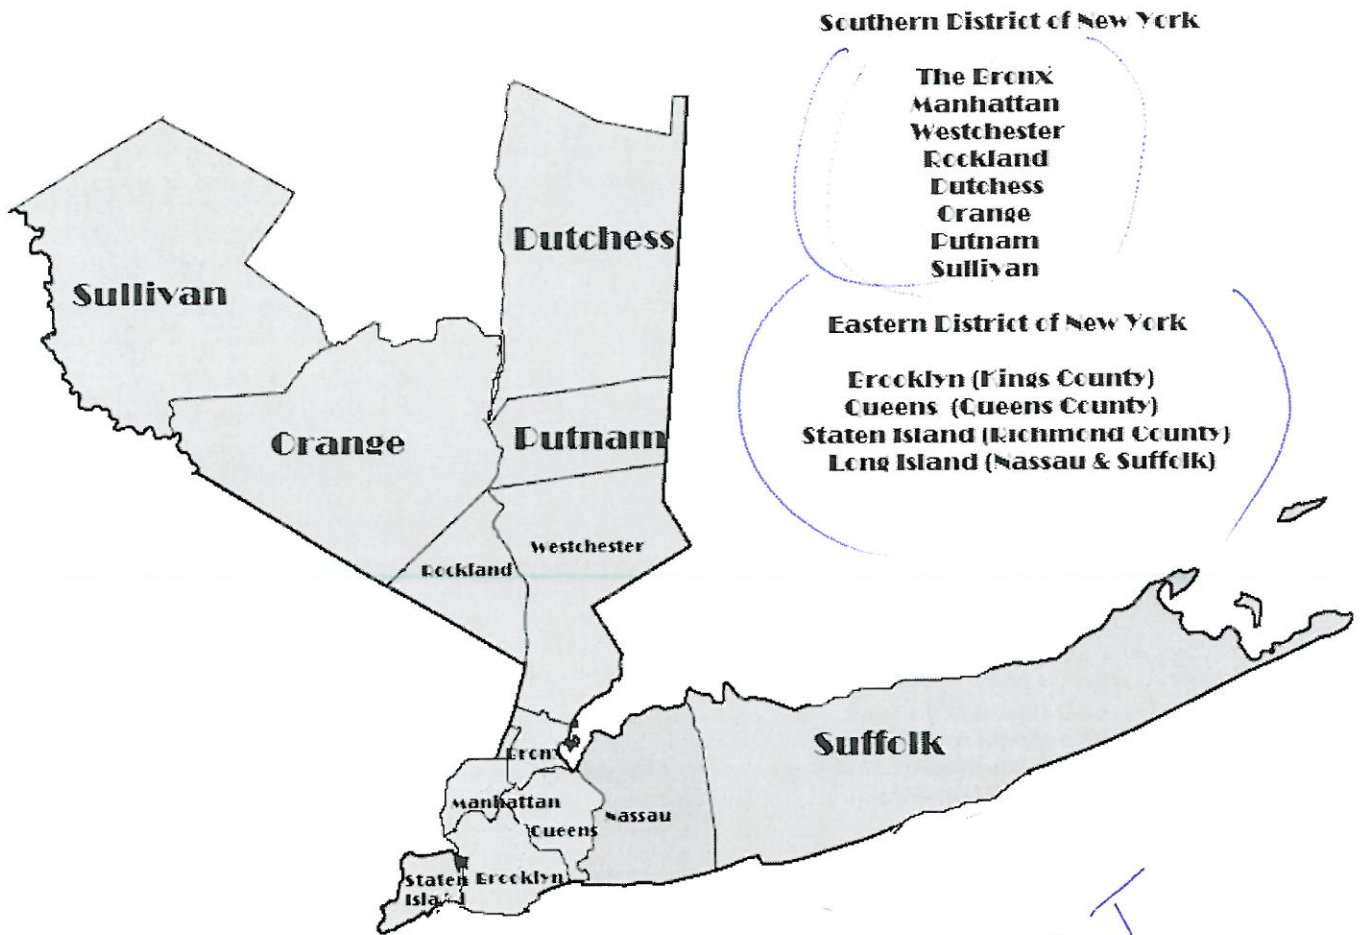 Southern District of New York
The Bronx
Manhattan
Westchester
Rockland
Dutchess
Orange
Putnam
Sullivan
Eastern District of New York
Brooklyn (Kings County)
Queens (Queens County)
Staten Island (Richmond County)
Long Island (Nassau & Suffolk)
Dutchess
Sullivan
Orange
Putnam
Westchester
Rockland
Suffolk
Bronx
Manhattan
Nassau
Queens
Staten
Island
Brooklyn